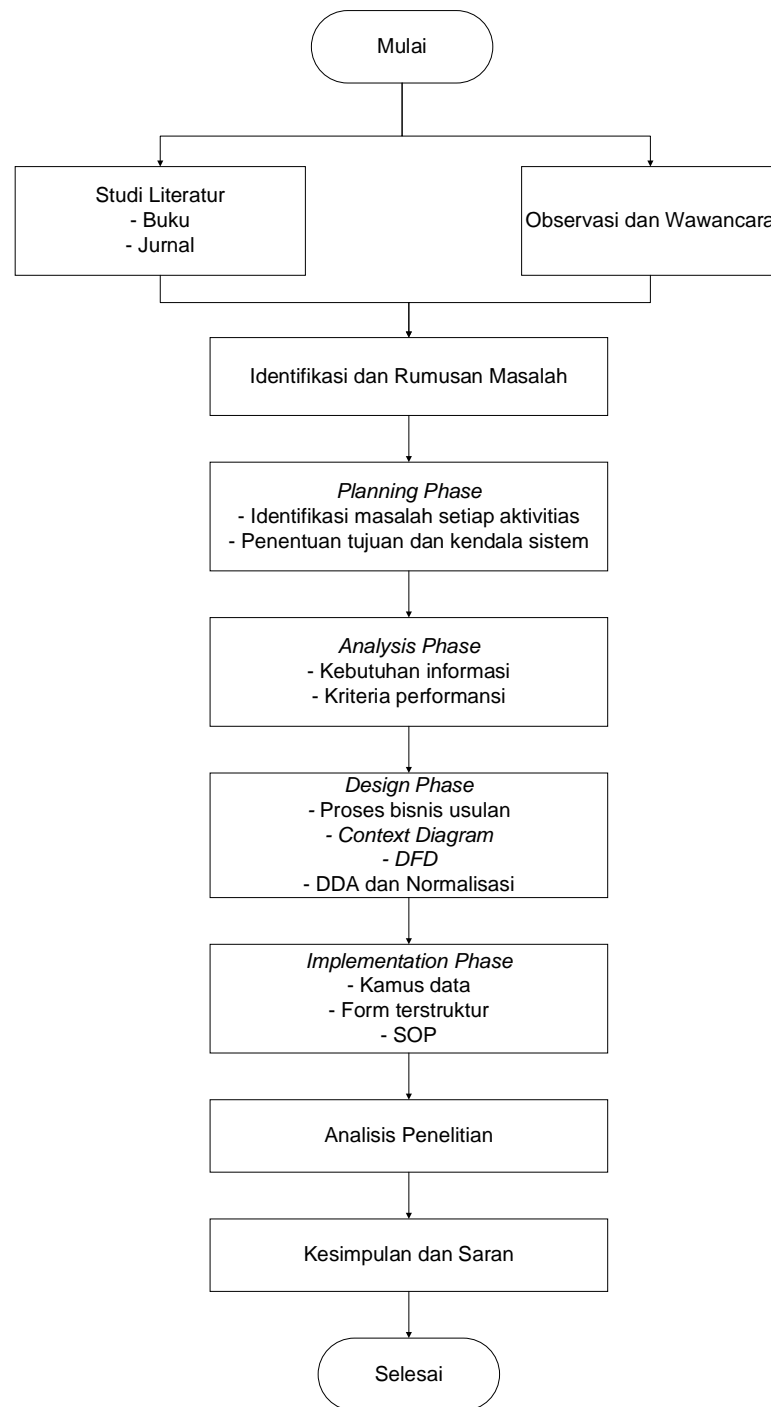 Mulai
Studi Literatur
- Buku
- Jurnal
Observasi dan Wawancara
Identifikasi dan Rumusan Masalah
Planning Phase
- Identifikasi masalah setiap aktivitias
- Penentuan tujuan dan kendala sistem
Analysis Phase
- Kebutuhan informasi
- Kriteria performansi
Design Phase
- Proses bisnis usulan
- Context Diagram
- DFD
- DDA dan Normalisasi
Implementation Phase
- Kamus data
- Form terstruktur
- SOP
Analisis Penelitian
Kesimpulan dan Saran
Selesai